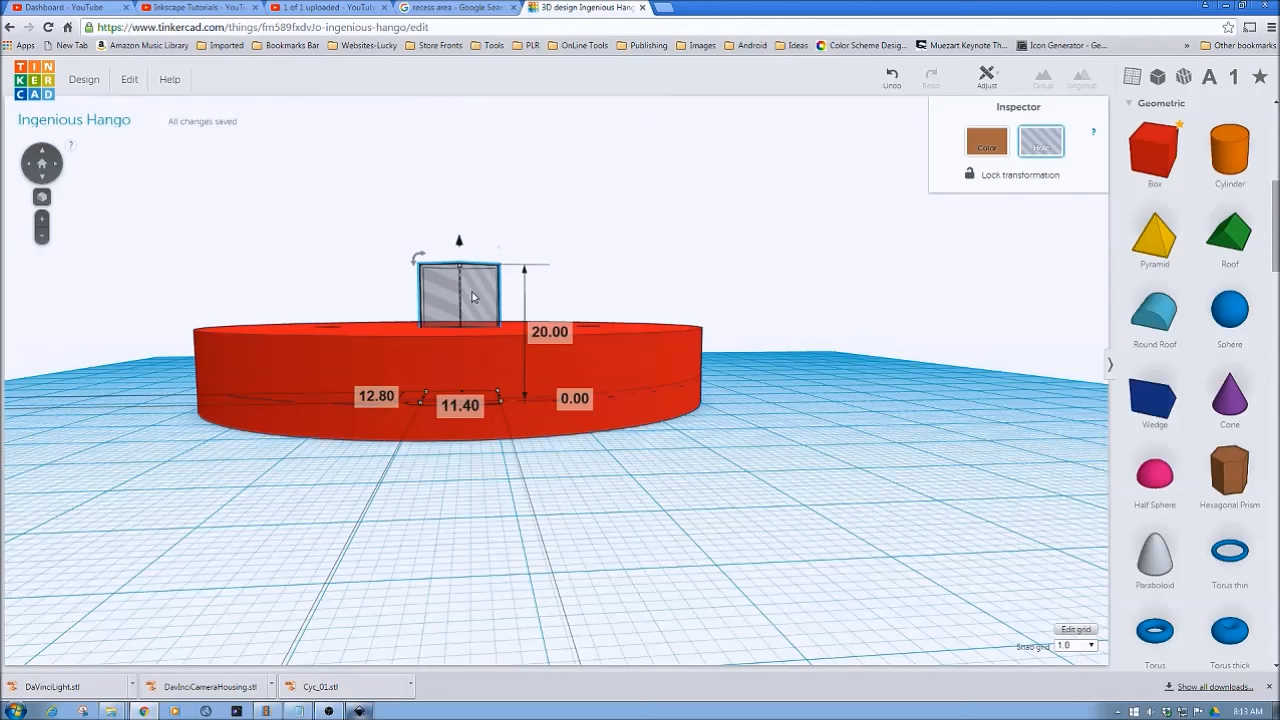 Dashboard - YouTube
Inkscape Tutorials - YouT
1 of 1 uploaded - YouTub
recess area - Google Sear
3D design Ingenious Hang
https://www.tinkercad.com/things/fm589fxdvJo-ingenious-hango/edit
Apps
New Tab
Amazon Music Library
Imported
Bookmarks Bar
Websites-Lucky
Store Fronts
Tools
PLR
OnLine Tools
Publishing
Images
Android
Ideas
Color Scheme Design...
Muezart Keynote Th...
Icon Generator - Ge...
»
Other bookmarks
TIN
KER
CAD
Design
Edit
Help
Undo
Redo
Adjust
Group
Ungroup
A 1
Ingenious Hango
All changes saved
?
Inspector
Color
Hole
?
Lock transformation
Geometric
Box
Cylinder
Pyramid
Roof
Round Roof
Sphere
Wedge
Cone
Half Sphere
Hexagonal Prism
Paraboloid
Torus thin
Torus
Torus thick
20.00
12.80
11.40
0.00
Edit grid
Snap grid
1.0
DaVinciLight.stl
DavinciCameraHousing.stl
Cyc_01.stl
Show all downloads...
8:13 AM